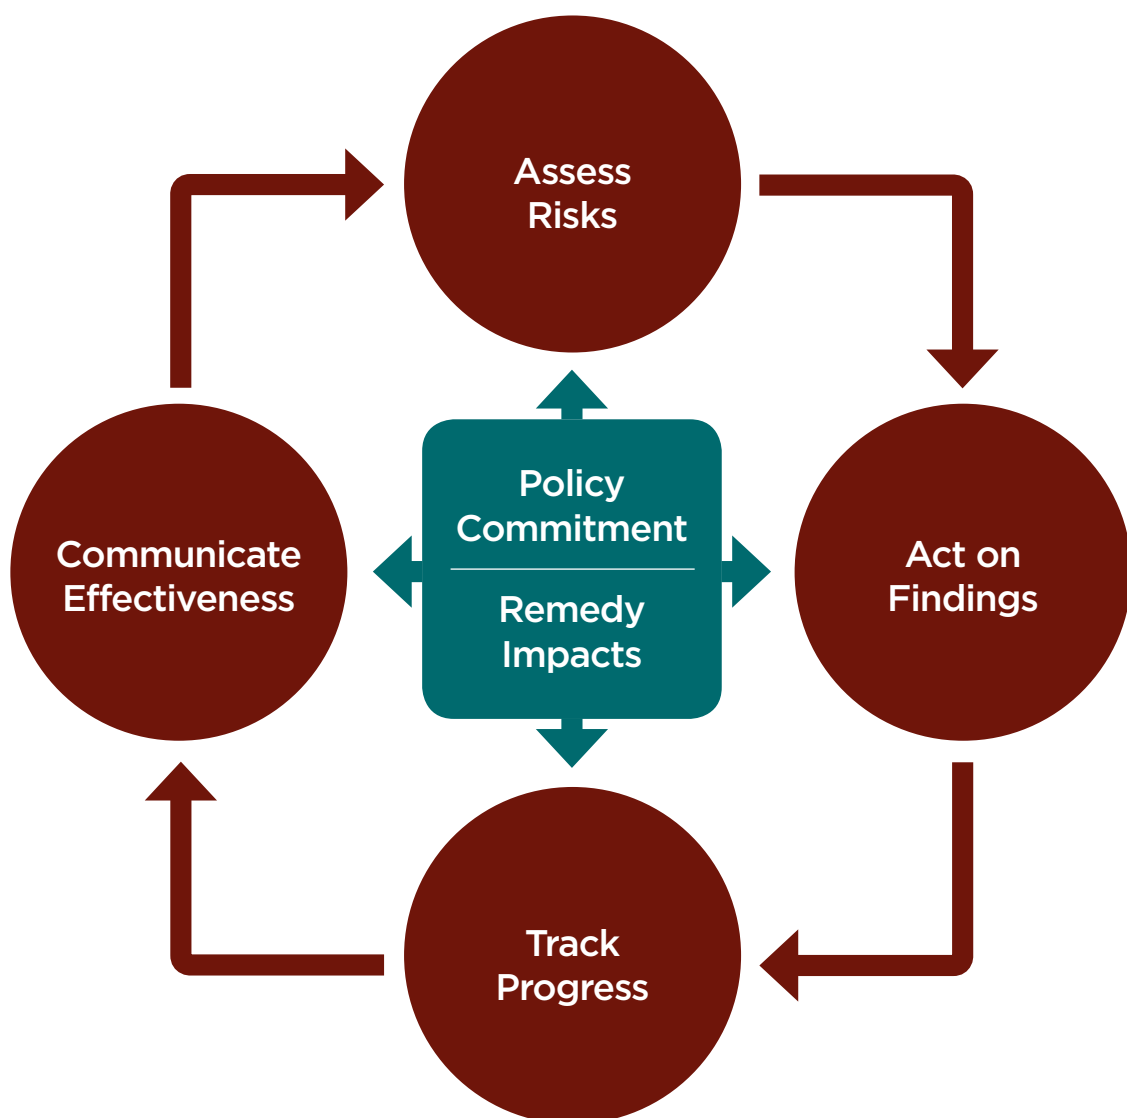 Assess
Risks
Policy
Commitment
Remedy
Impacts
Communicate
Effectiveness
Act on
Findings
Track
Progress